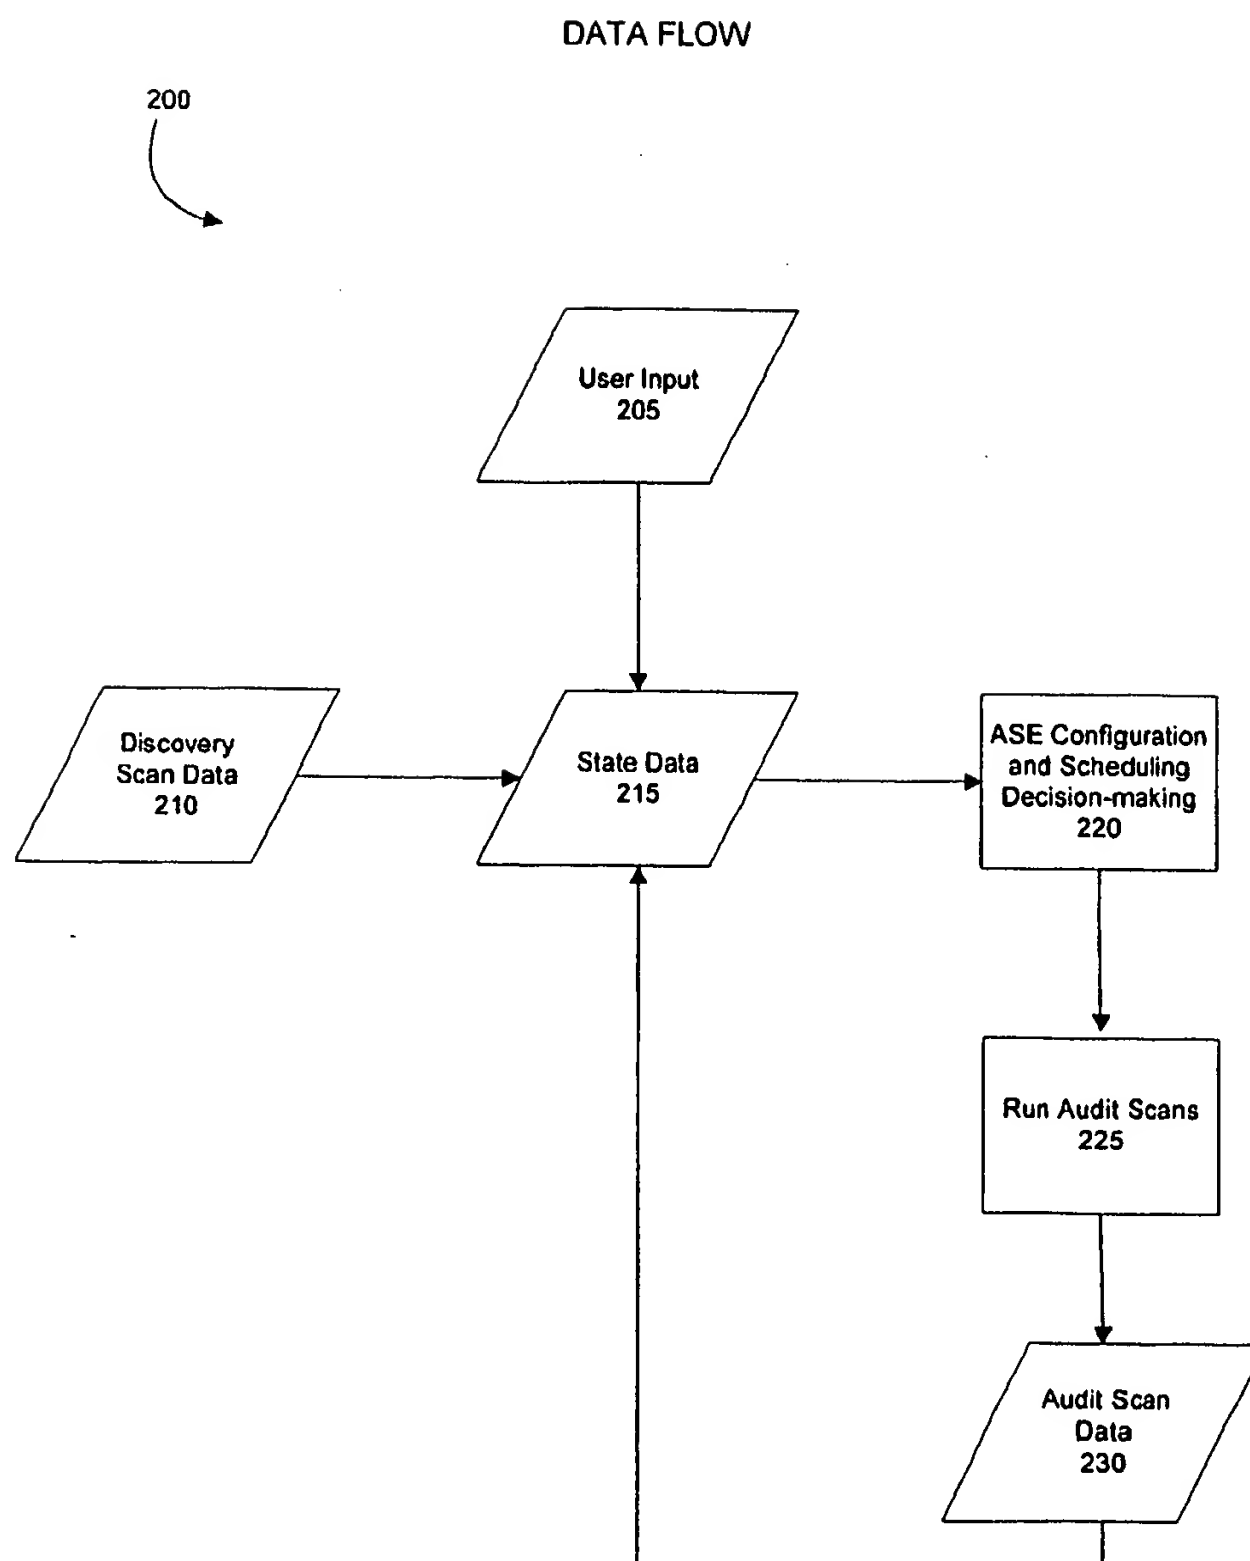 DATA FLOW
200
User Input
205
Discovery
Scan Data
210
State Data
215
ASE Configuration
and Scheduling
Decision-making
220
Run Audit Scans
225
Audit Scan
Data
230